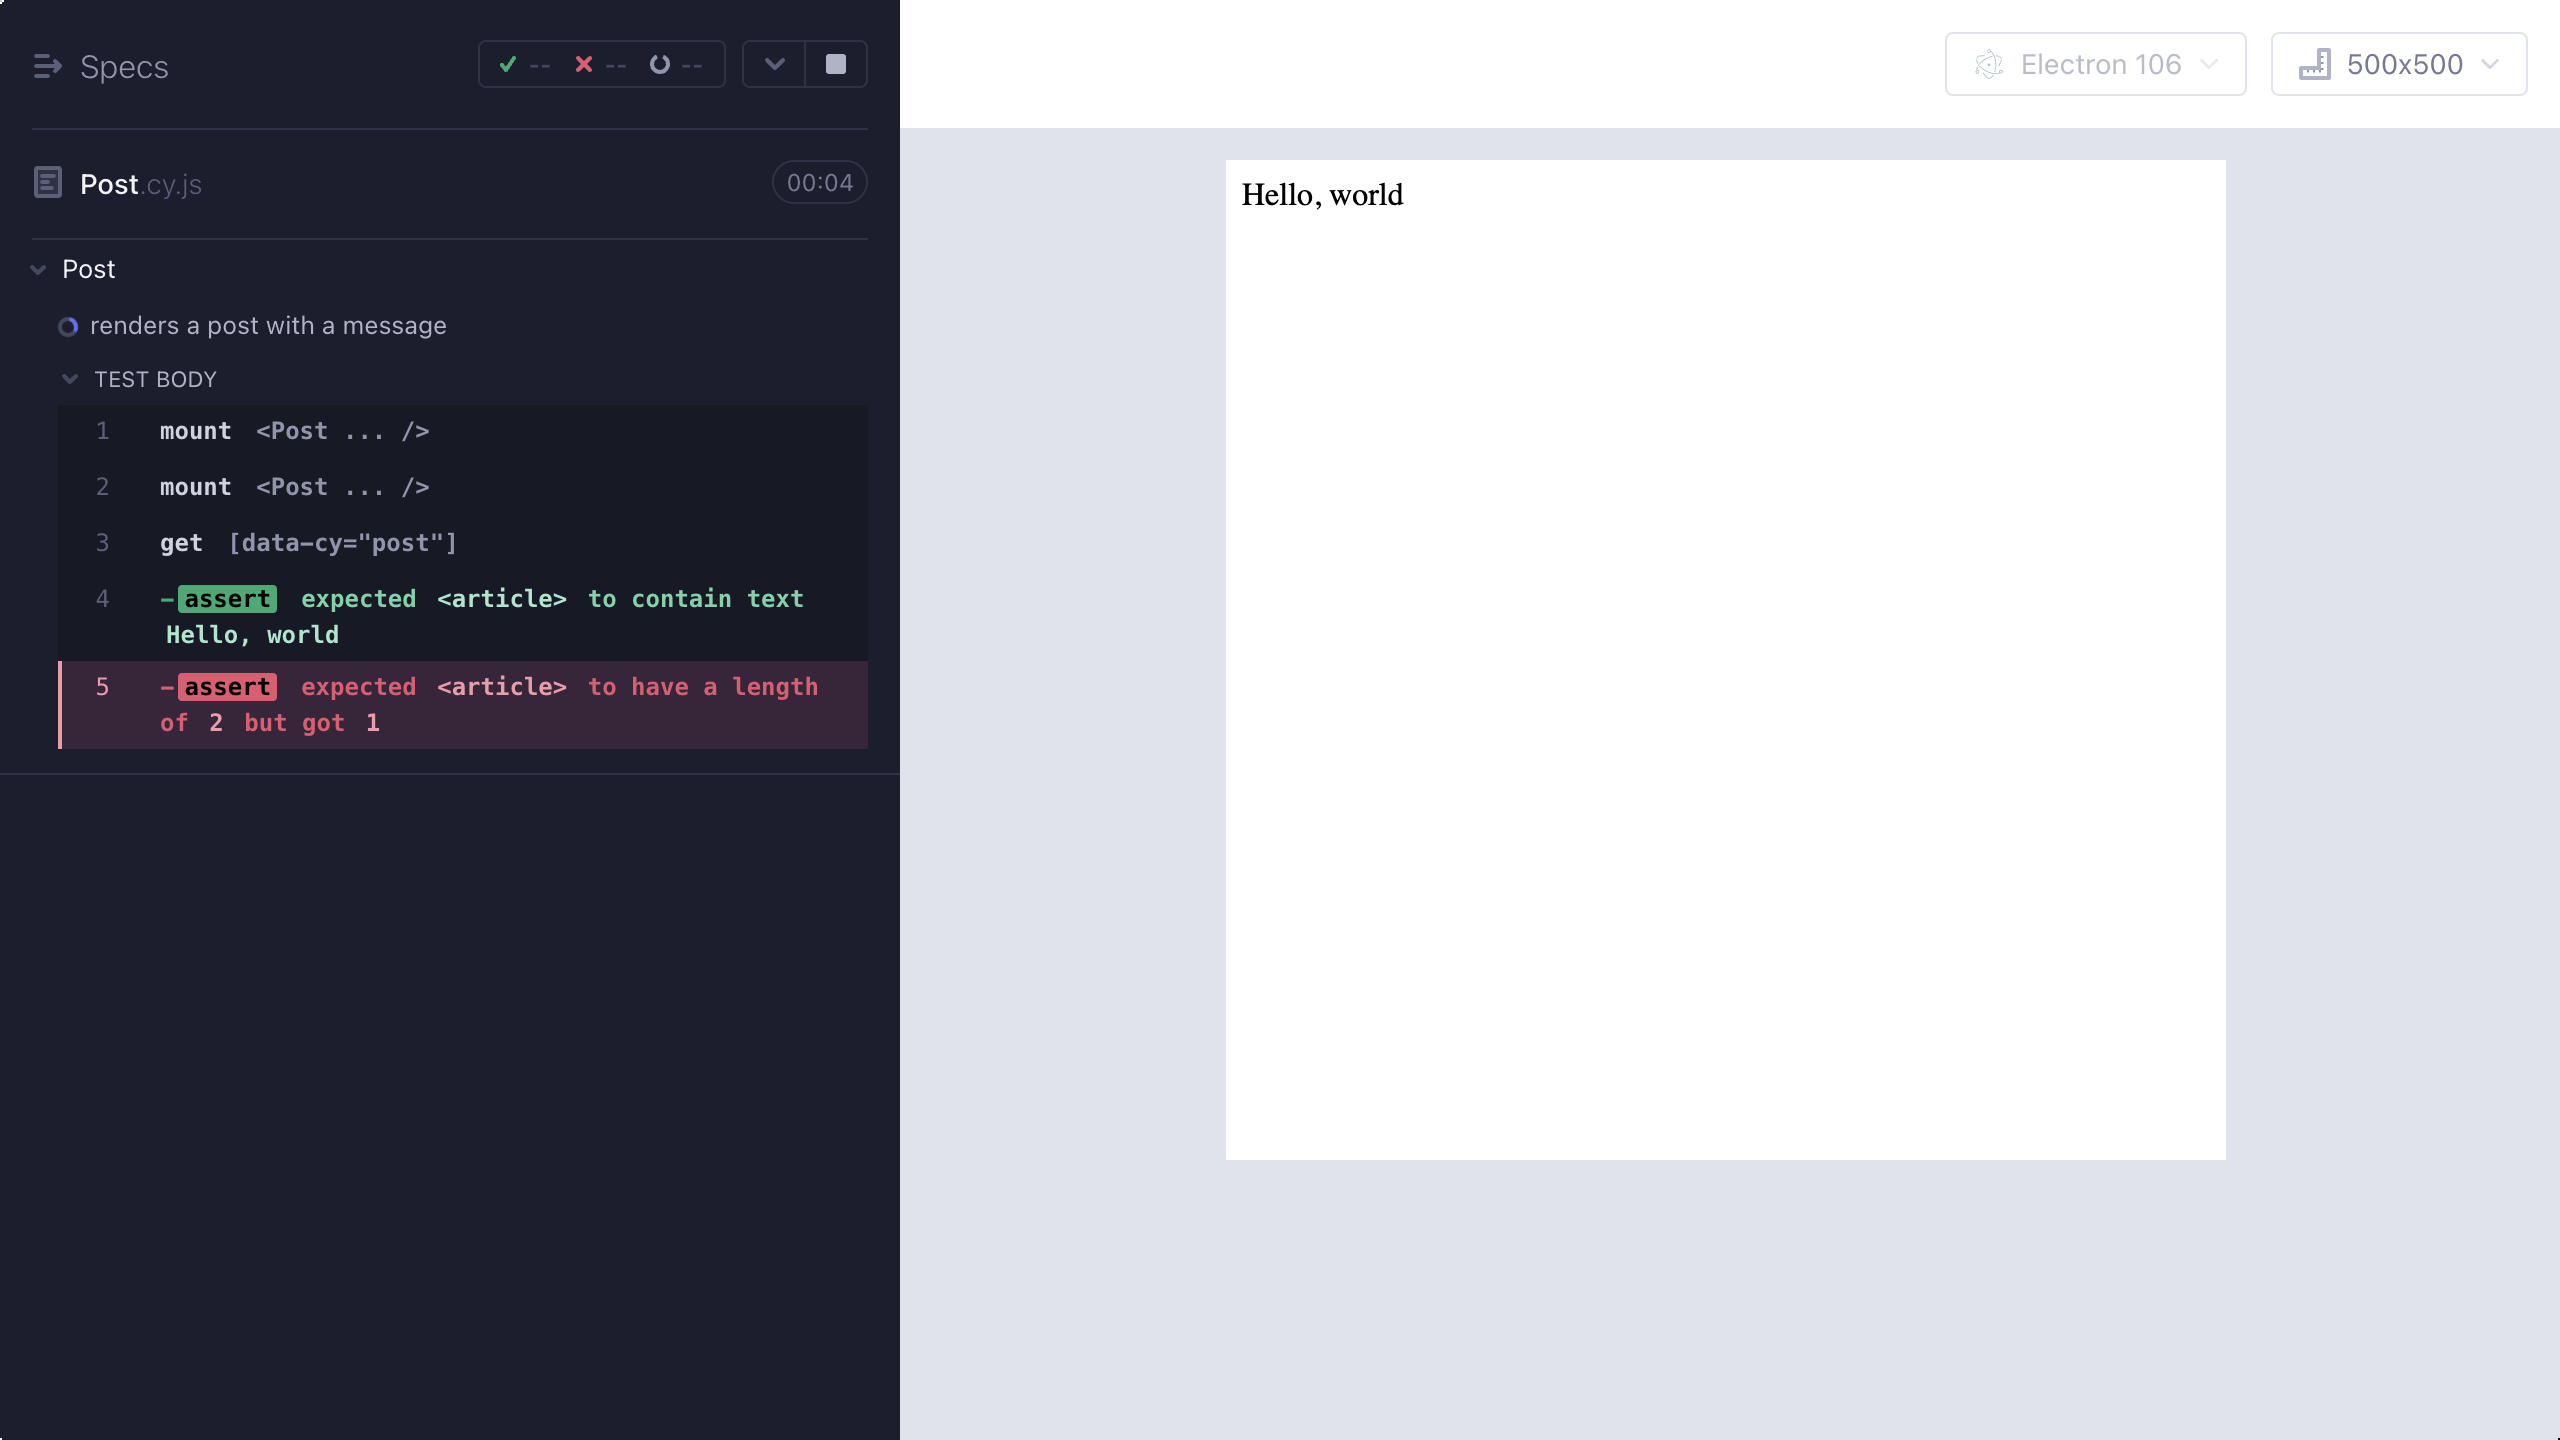 Specs
-- -- --
Electron 106
500x500
Post.cy.js
00:04
Hello, world
Post
renders a post with a message
TEST BODY
1 mount <Post ... />
2 mount <Post ... />
3 get [data-cy="post"]
4 -assert expected <article> to contain text
Hello, world
5 -assert expected <article> to have a length
of 2 but got 1